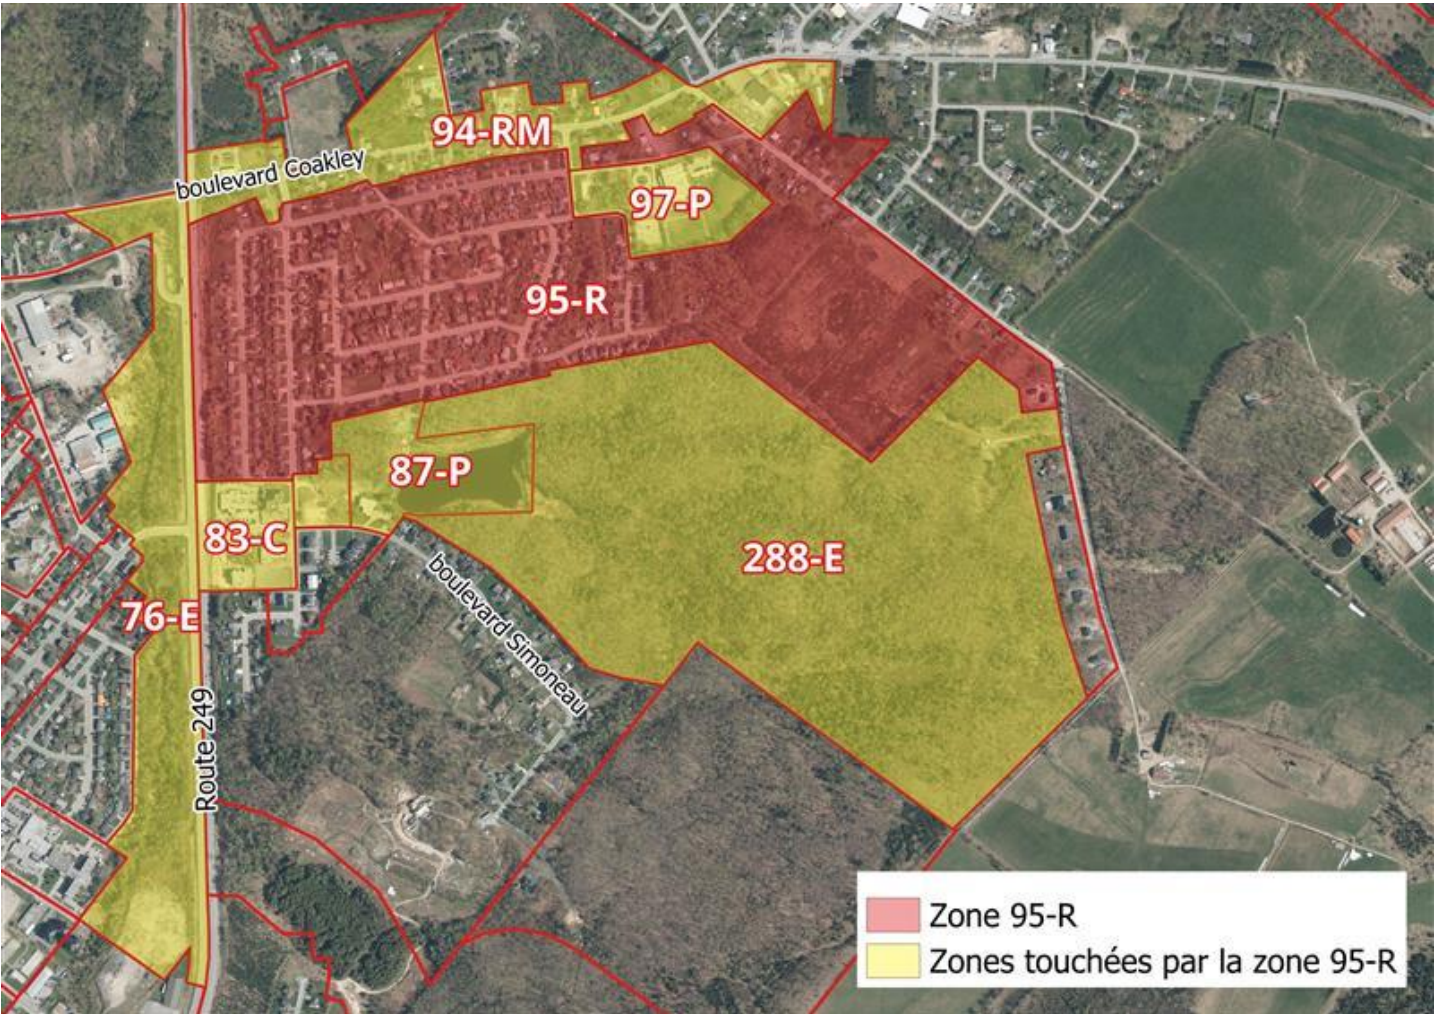 94-RM
boulevard Coakley
97-P
95-R
87-P
83-C
288-E
76-E
boulevard Simoneau
Route 249
Zone 95-R
Zones touchées par la zone 95-R